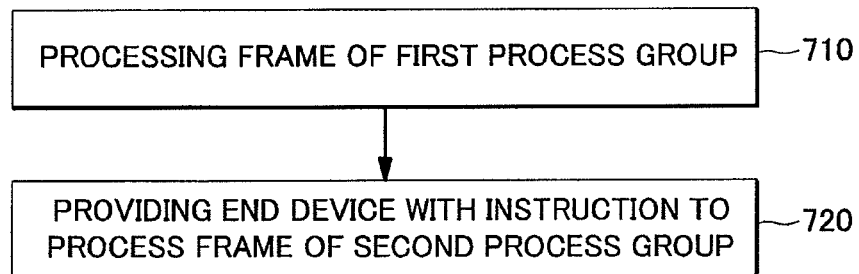 PROCESSING FRAME OF FIRST PROCESS GROUP
710
PROVIDING END DEVICE WITH INSTRUCTION TO
PROCESS FRAME OF SECOND PROCESS GROUP
720